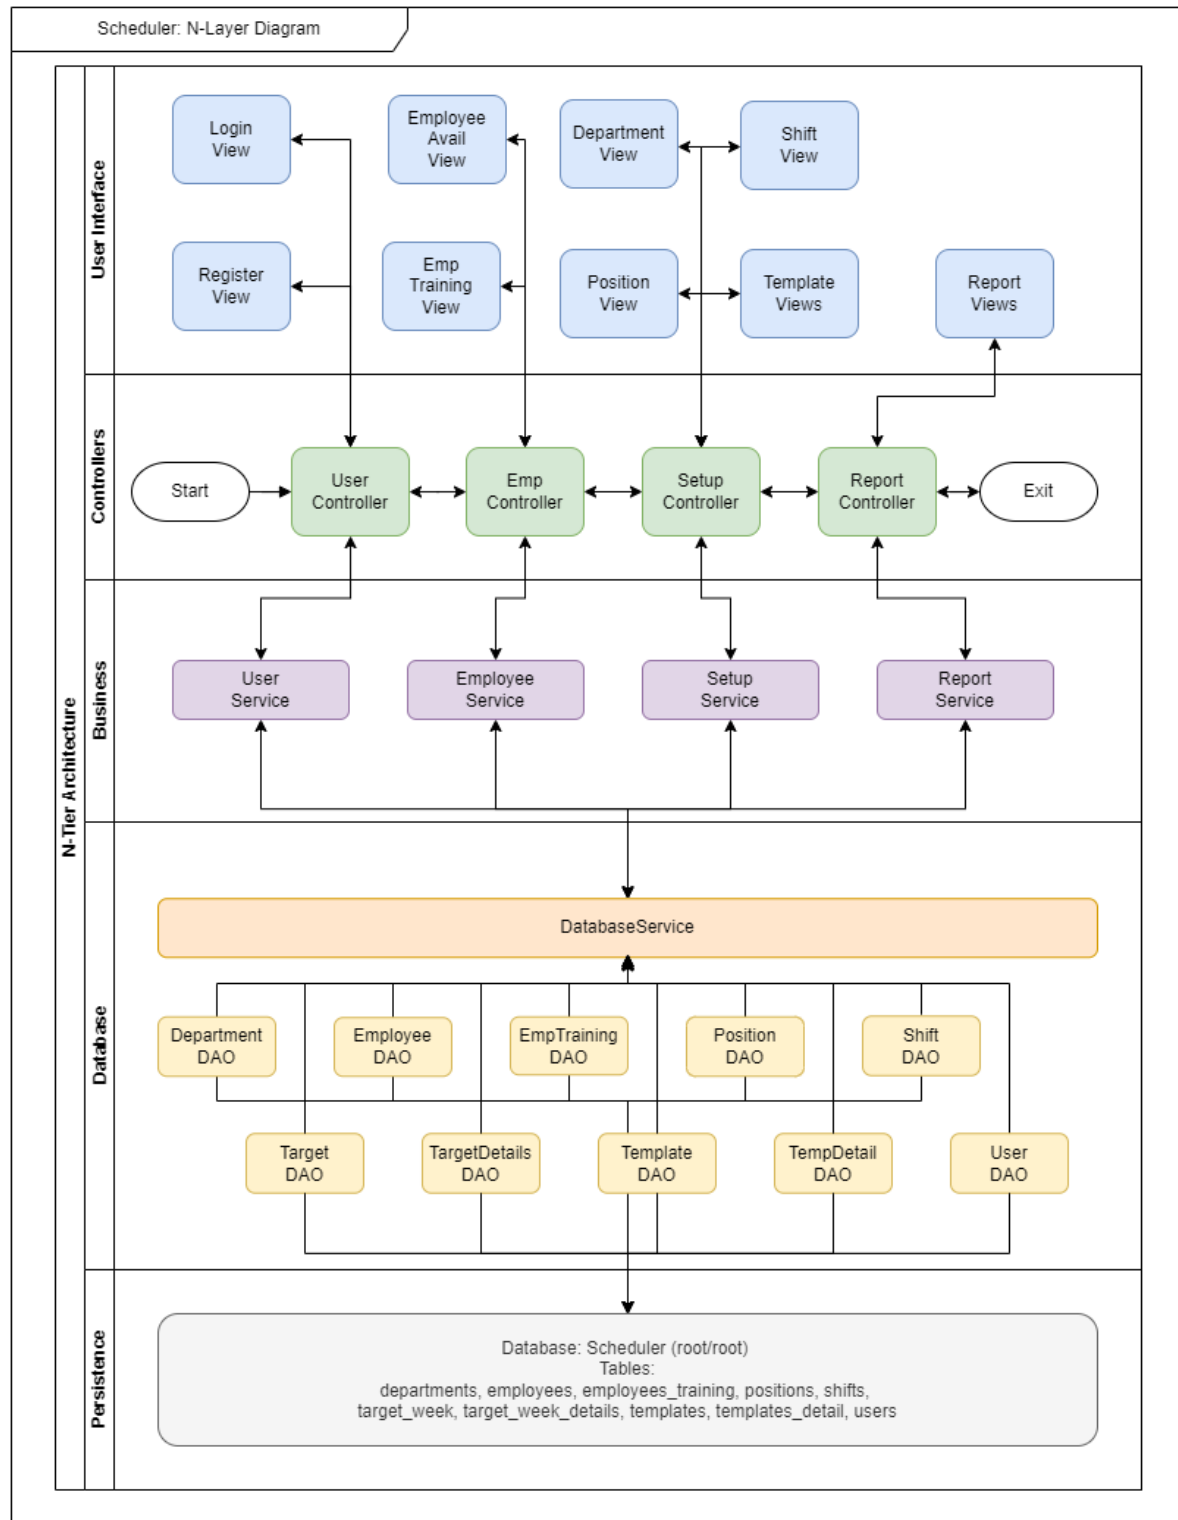 Scheduler: N-Layer Diagram
N-Tier Architecture
User Interface
Login
View
Employee
Avail
View
Department
View
Shift
View
Register
View
Emp
Training
View
Position
View
Template
Views
Report
Views
Controllers
Start
User
Controller
Emp
Controller
Setup
Controller
Report
Controller
Exit
Business
User
Service
Employee
Service
Setup
Service
Report
Service
Database
DatabaseService
Department
DAO
Employee
DAO
EmpTraining
DAO
Position
DAO
Shift
DAO
Target
DAO
TargetDetails
DAO
Template
DAO
TempDetail
DAO
User
DAO
Persistence
Database: Scheduler (root/root)
Tables:
departments, employees, employees_training, positions, shifts,
target_week, target_week_details, templates, templates_detail, users